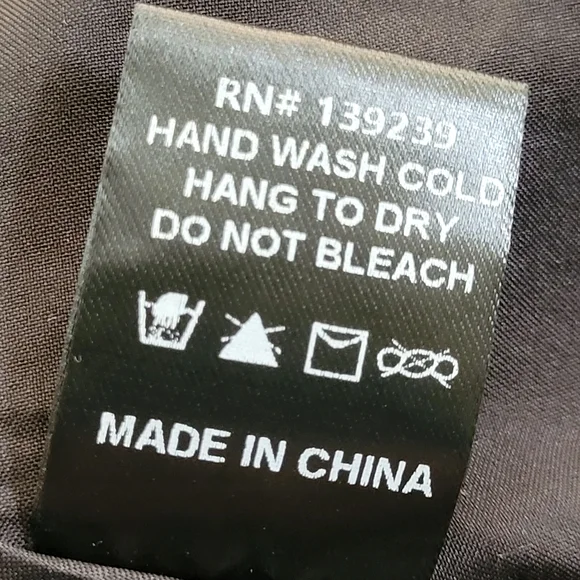 RN# 139239
HAND WASH COLD
HANG TO DRY
DO NOT BLEACH
MADE IN CHINA